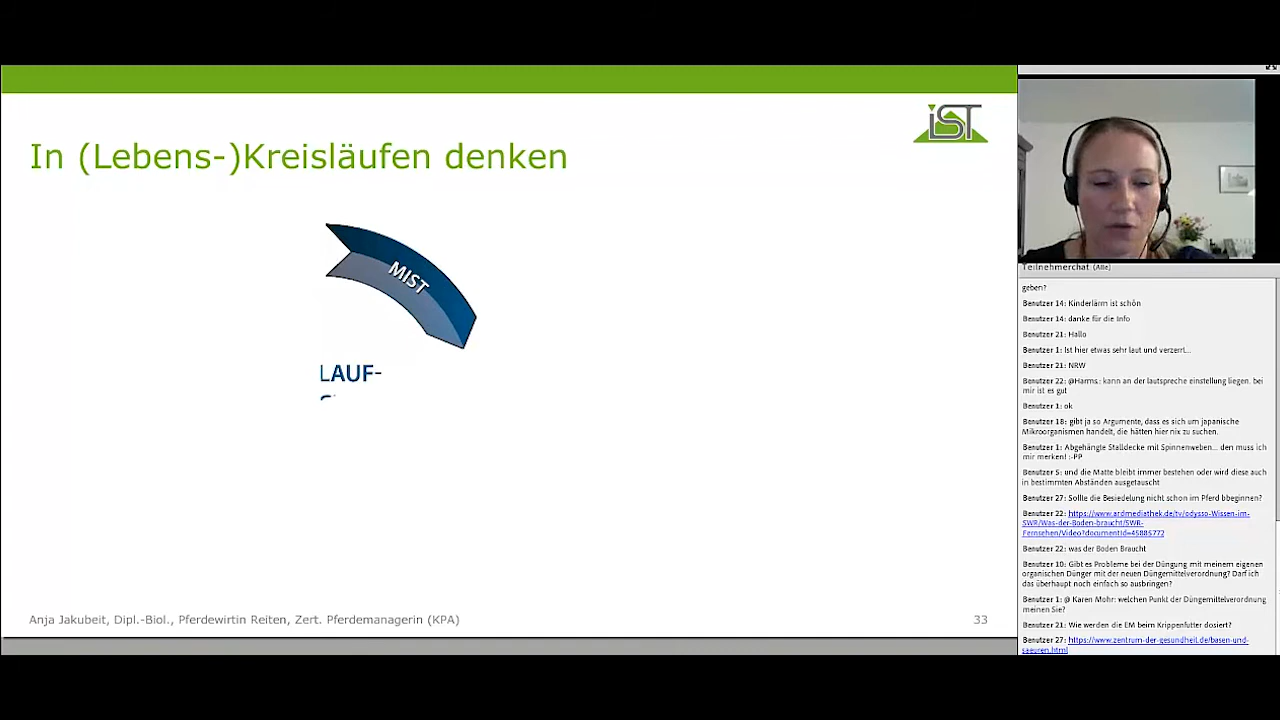 iST
In (Lebens-)Kreisläufen denken
MIST
LAUF-
Anja Jakubeit, Dipl.-Biol., Pferdewirtin Reiten, Zert. Pferdemanagerin (KPA)
33
Teilnehmerchat (Alle)
geben?
Benutzer 14: Kinderlärm ist schön
Benutzer 14: danke für die Info
Benutzer 21: Hallo
Benutzer 1: Ist hier etwas sehr laut und verzerrt...
Benutzer 21: NRW
Benutzer 22: @Harms.: kann an der lautspreche einstellung liegen. bei
mir ist es gut
Benutzer 1: ok
Benutzer 18: gibt ja so Argumente, dass es sich um japanische
Mikroorganismen handelt, die hätten hier nix zu suchen.
Benutzer 1: Abgehängte Stalldecke mit Spinnenweben... den muss ich
mir merken! :-PP
Benutzer 5: und die Matte bleibt immer bestehen oder wird diese auch
in bestimmten Abständen ausgetauscht
Benutzer 27: Sollte die Besiedelung nicht schon im Pferd bbeginnen?
Benutzer 22: https://www.ardmediathek.de/tv/odysso-Wissen-im-
SWR/Was-der-Boden-braucht/SWR-
Fernsehen/Video?documentId=45885772
Benutzer 22: was der Boden Braucht
Benutzer 10: Gibt es Probleme bei der Düngung mit meinem eigenen
organischen Dünger mit der neuen Düngemittelverordnung? Darf ich
das überhaupt noch einfach so ausbringen?
Benutzer 1: @ Karen Mohr: welchen Punkt der Düngemittelverordnung
meinen Sie?
Benutzer 21: Wie werden die EM beim Krippenfutter dosiert?
Benutzer 27: https://www.zentrum-der-gesundheit.de/basen-und-
saeuren.html